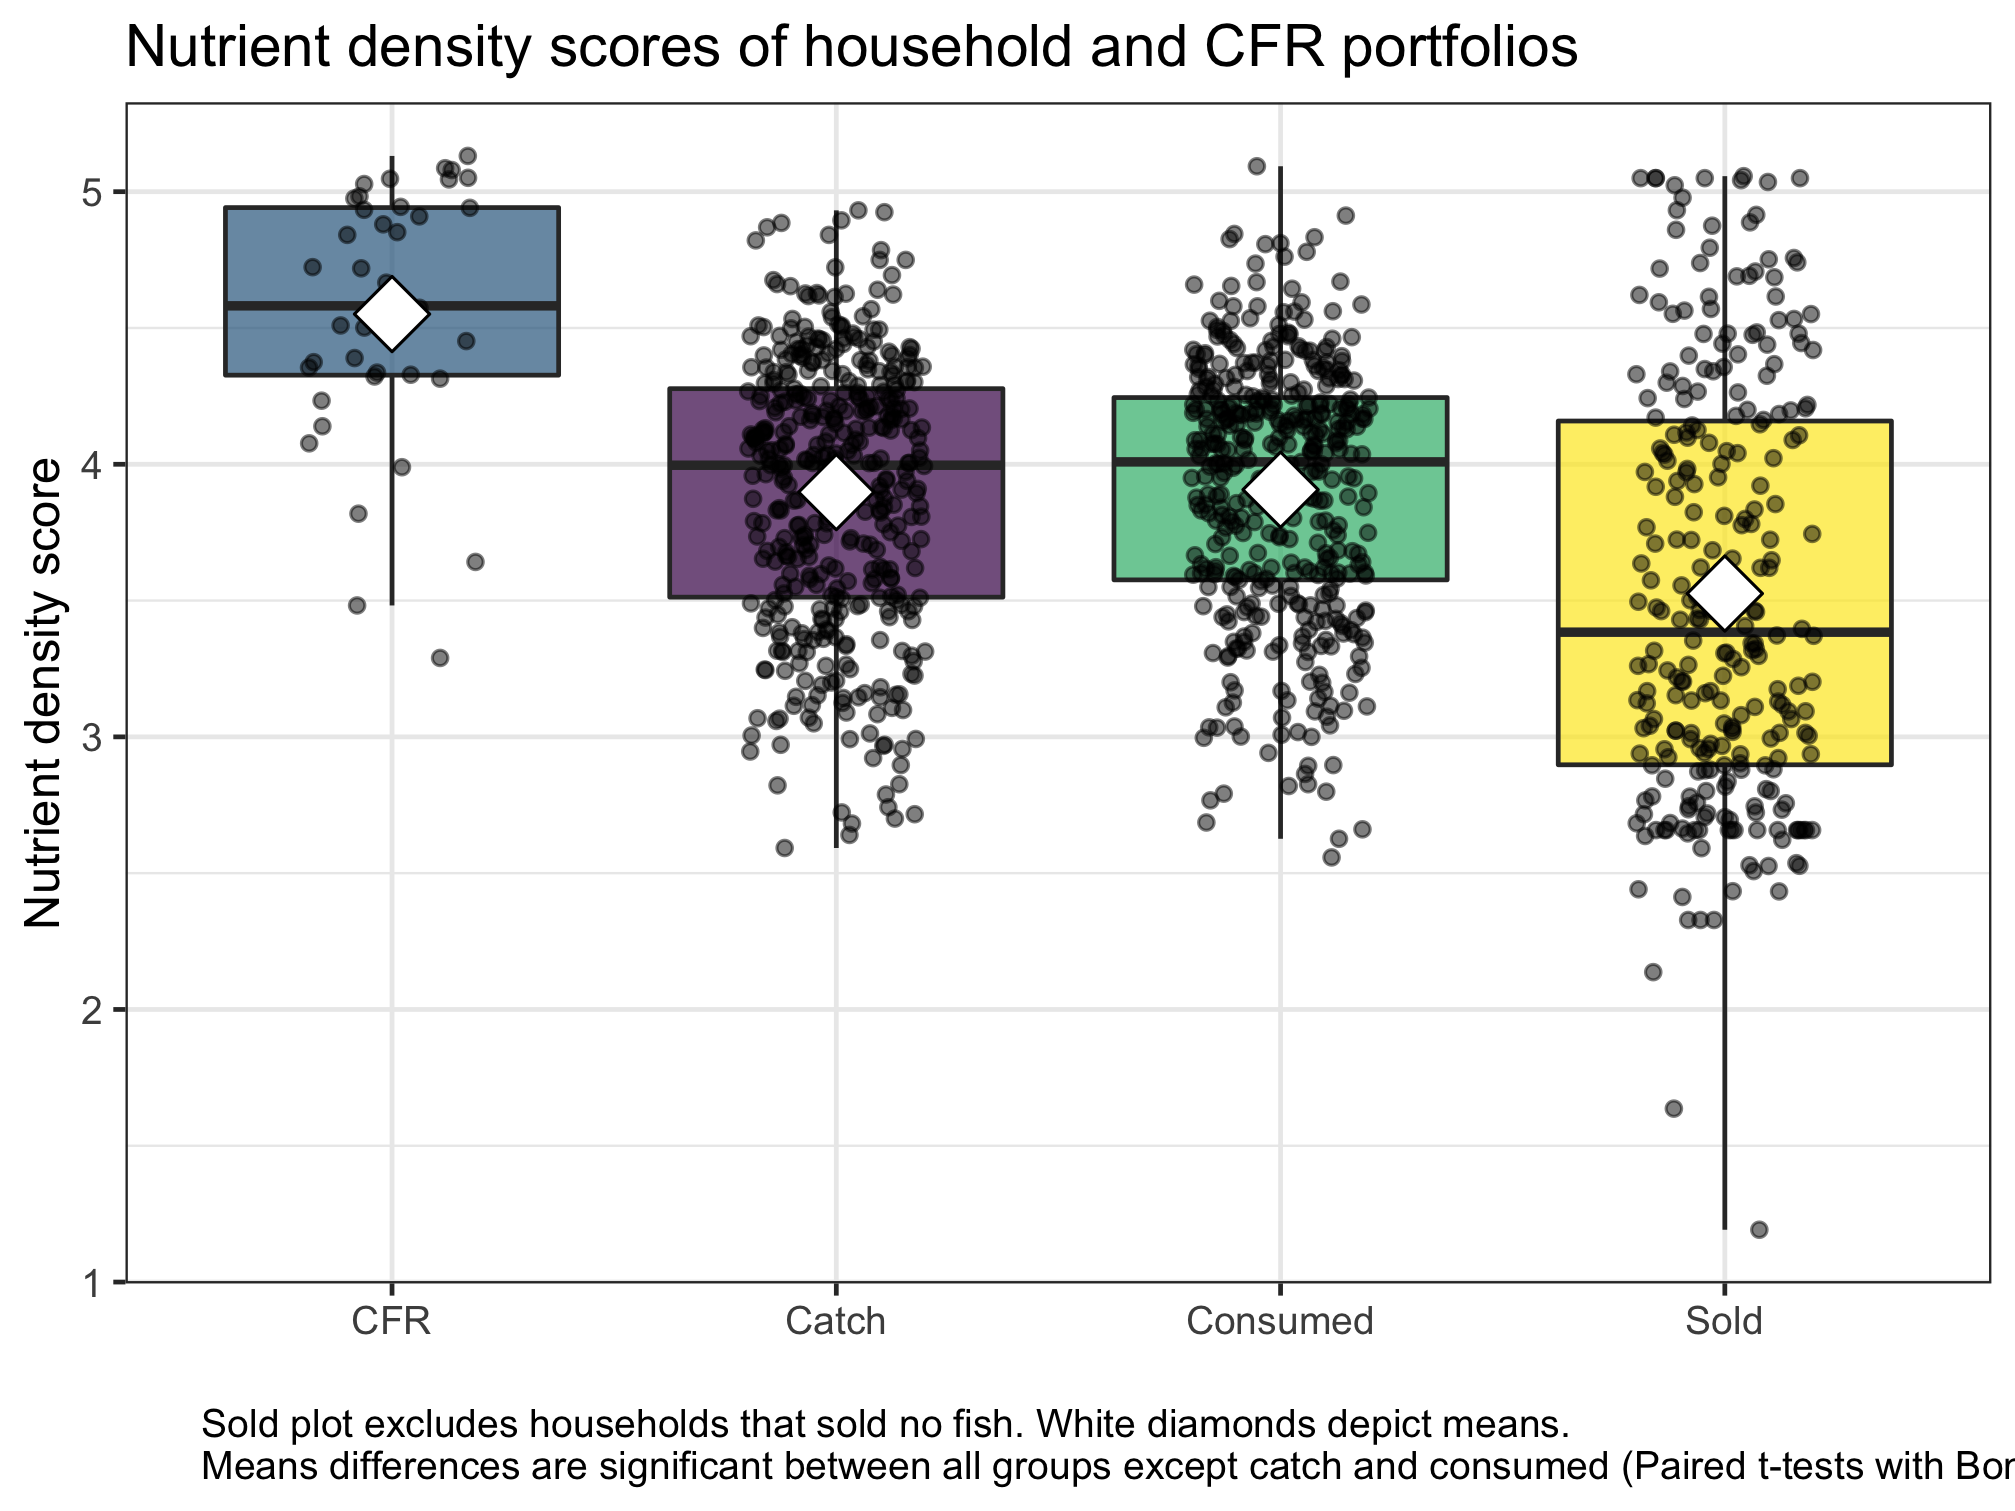 Nutrient density scores of household and CFR portfolios
Nutrient density score
5
4
3
2
1
CFR Catch Consumed Sold
Sold plot excludes households that sold no fish. White diamonds depict means.
Means differences are significant between all groups except catch and consumed (Paired t-tests with